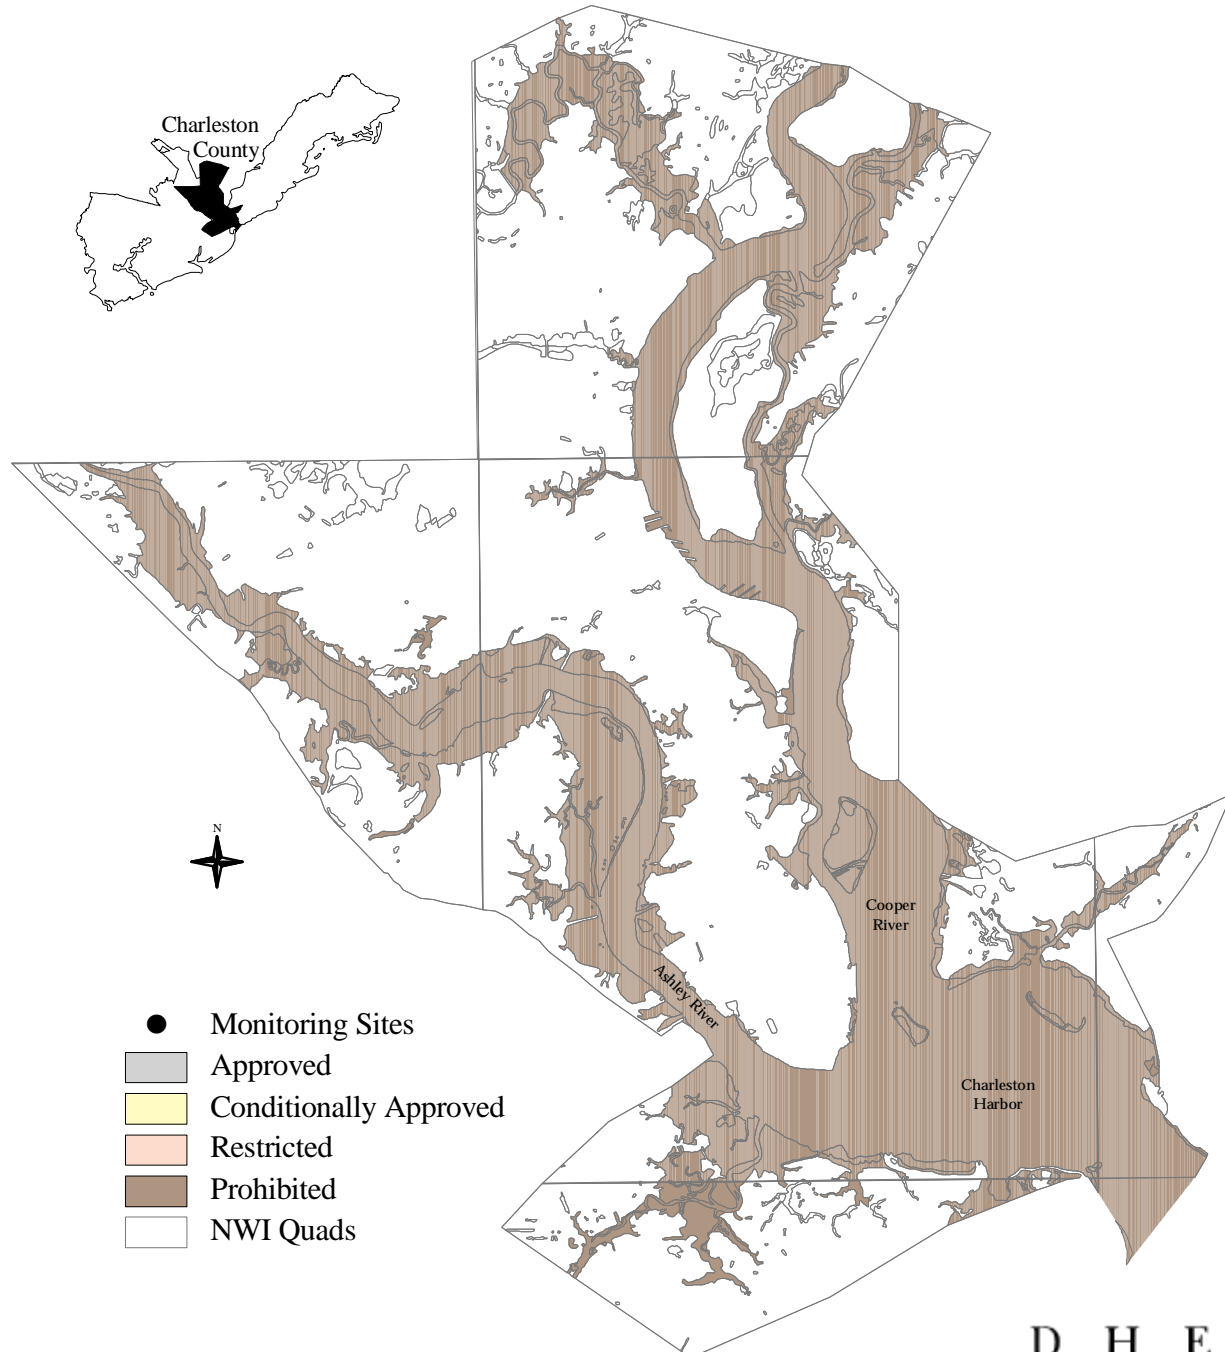 Charleston
County
N
Cooper
River
Ashley River
Charleston
Harbor
Monitoring Sites
Approved
Conditionally Approved
Restricted
Prohibited
NWI Quads
D H E